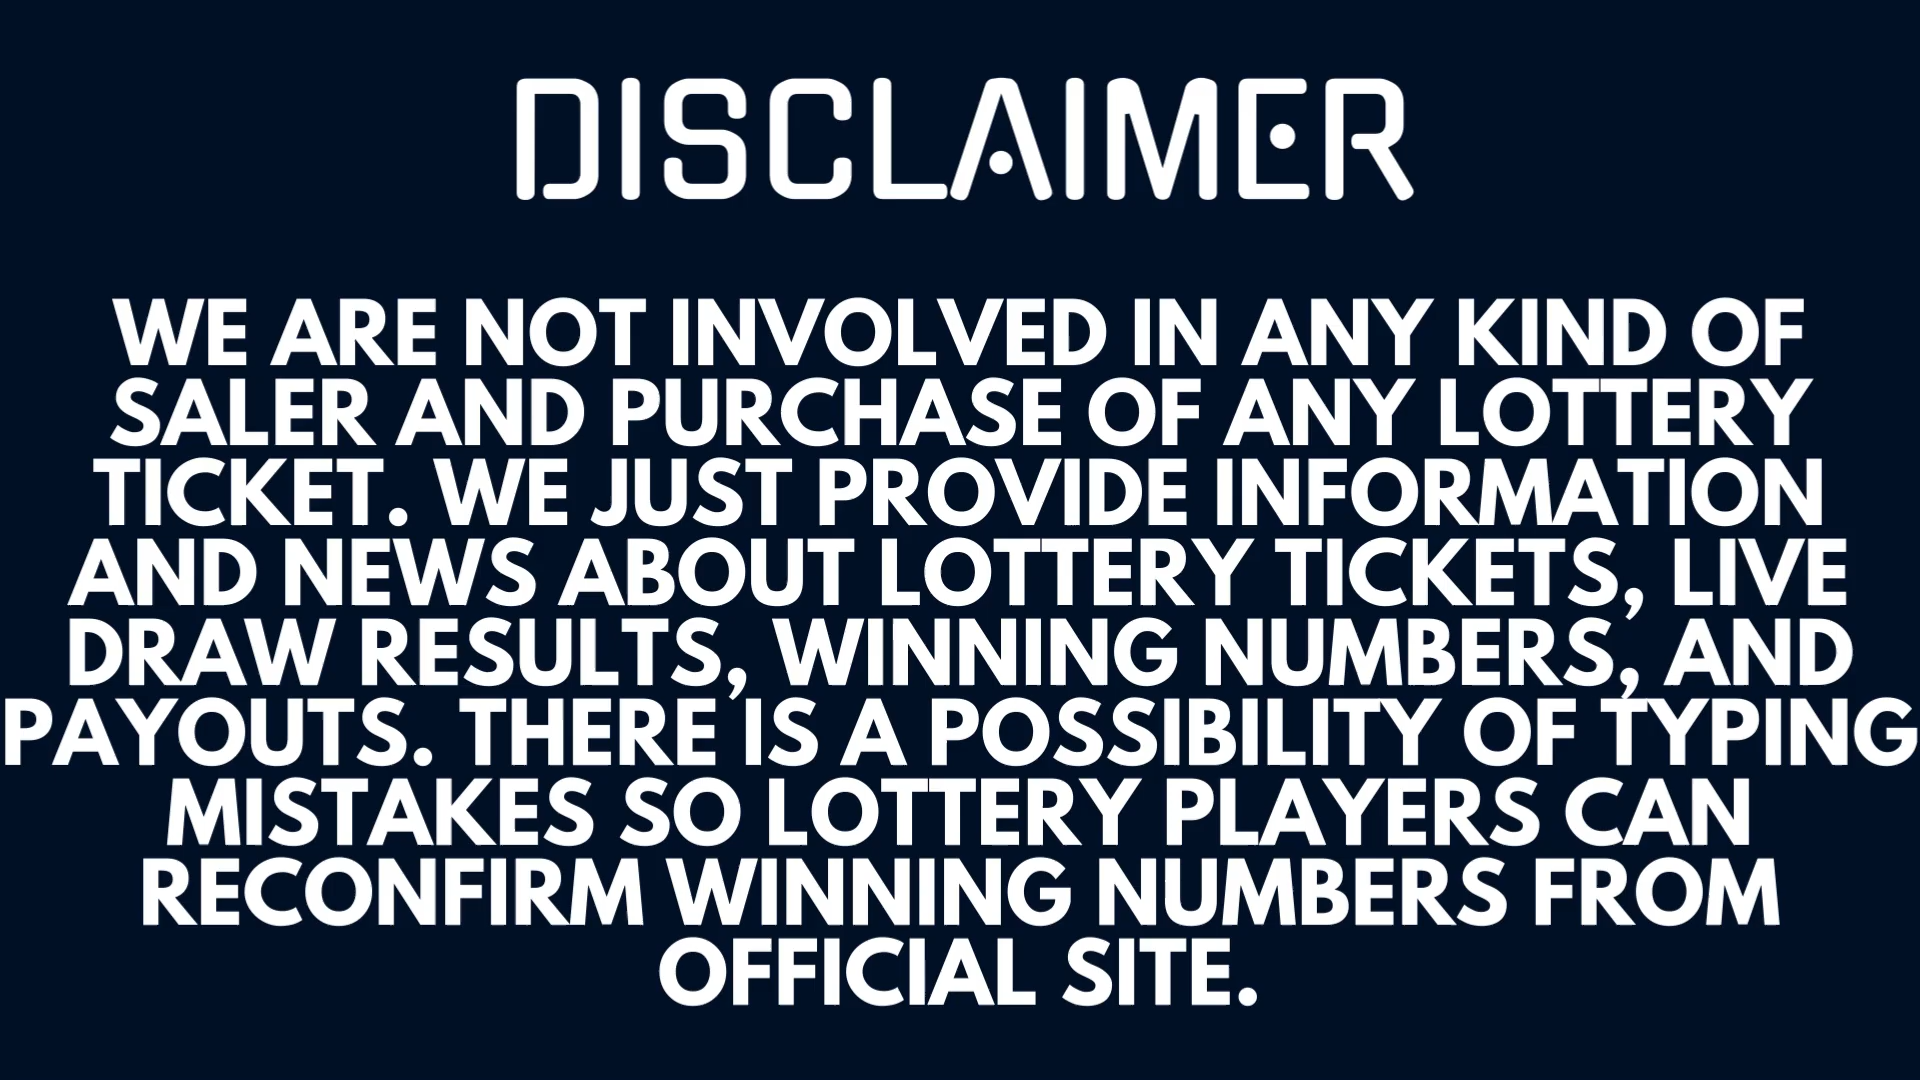 DISCLAIMER
WE ARE NOT INVOLVED IN ANY KIND OF
SALER AND PURCHASE OF ANY LOTTERY
TICKET. WE JUST PROVIDE INFORMATION
AND NEWS ABOUT LOTTERY TICKETS, LIVE
DRAW RESULTS, WINNING NUMBERS, AND
PAYOUTS. THERE IS A POSSIBILITY OF TYPING
MISTAKES SO LOTTERY PLAYERS CAN
RECONFIRM WINNING NUMBERS FROM
OFFICIAL SITE.